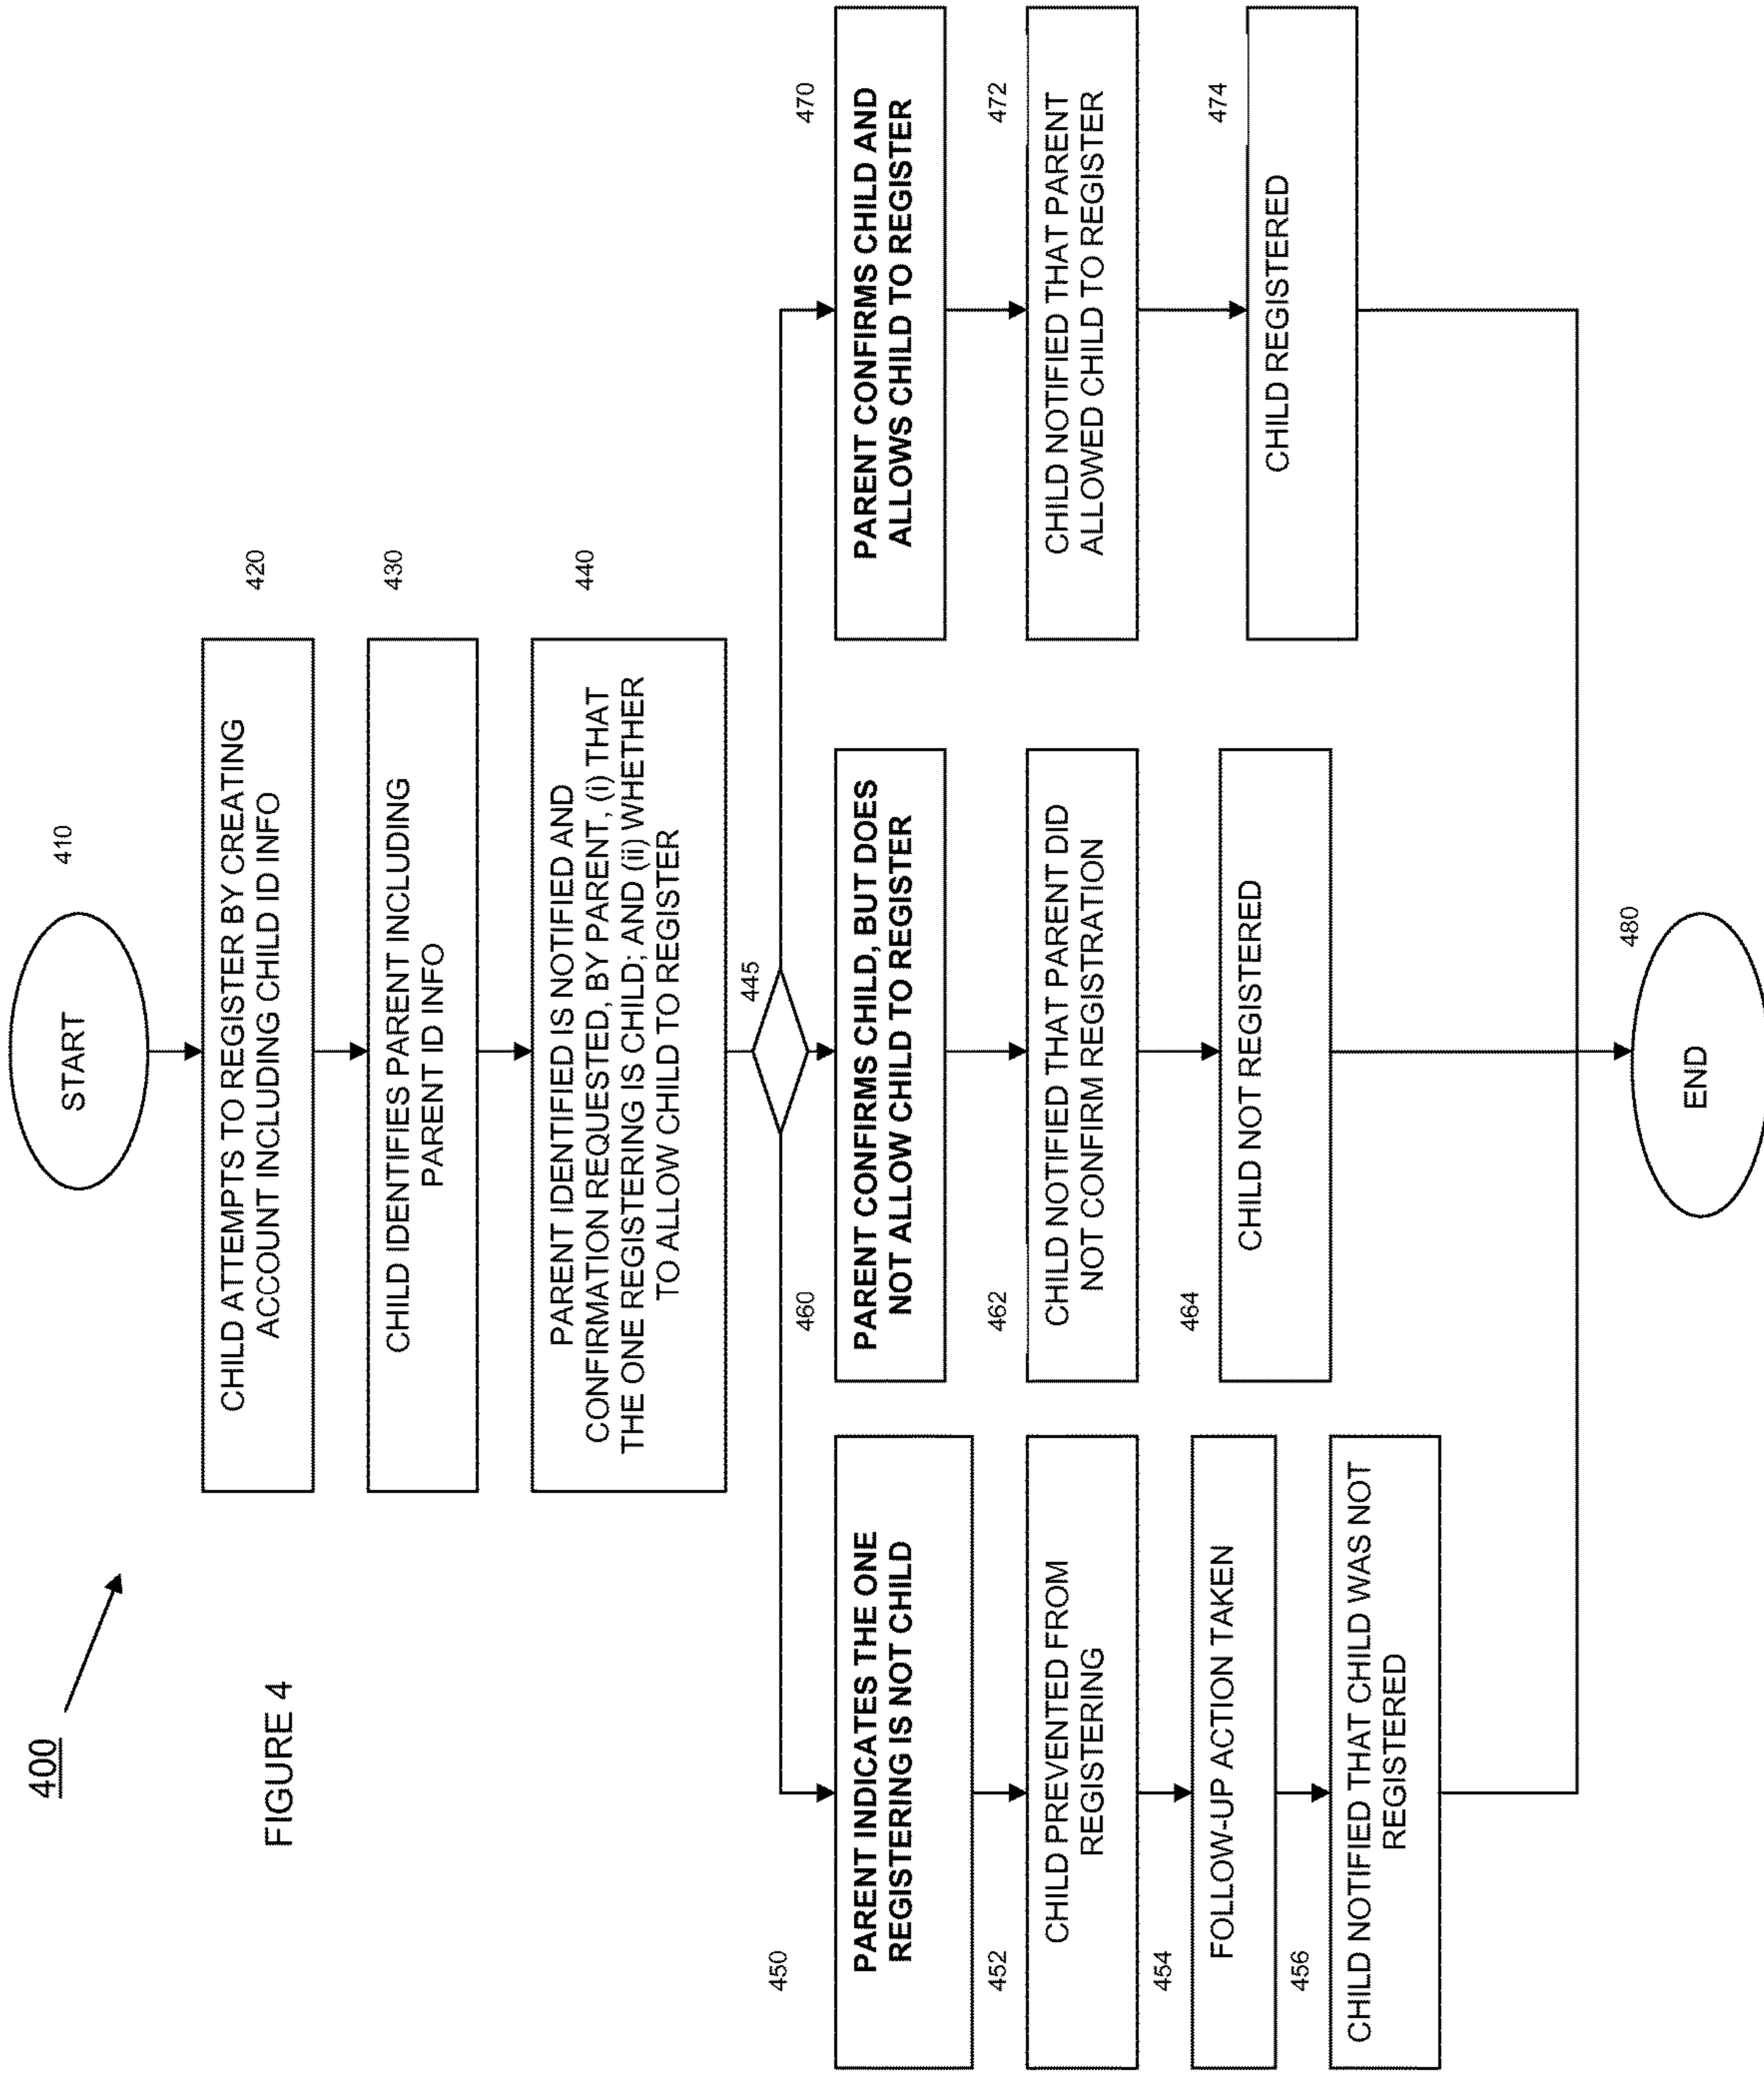 400
FIGURE 4
START
410
CHILD ATTEMPTS TO REGISTER BY CREATING
ACCOUNT INCLUDING CHILD ID INFO
420
CHILD IDENTIFIES PARENT INCLUDING
PARENT ID INFO
430
PARENT IDENTIFIED IS NOTIFIED AND
CONFIRMATION REQUESTED, BY PARENT, (i) THAT
THE ONE REGISTERING IS CHILD; AND (ii) WHETHER
TO ALLOW CHILD TO REGISTER
440
445
450
PARENT INDICATES THE ONE
REGISTERING IS NOT CHILD
452
CHILD PREVENTED FROM
REGISTERING
454
FOLLOW-UP ACTION TAKEN
456
CHILD NOTIFIED THAT CHILD WAS NOT
REGISTERED
460
PARENT CONFIRMS CHILD, BUT DOES
NOT ALLOW CHILD TO REGISTER
462
CHILD NOTIFIED THAT PARENT DID
NOT CONFIRM REGISTRATION
464
CHILD NOT REGISTERED
470
PARENT CONFIRMS CHILD AND
ALLOWS CHILD TO REGISTER
472
CHILD NOTIFIED THAT PARENT
ALLOWED CHILD TO REGISTER
474
CHILD REGISTERED
480
END